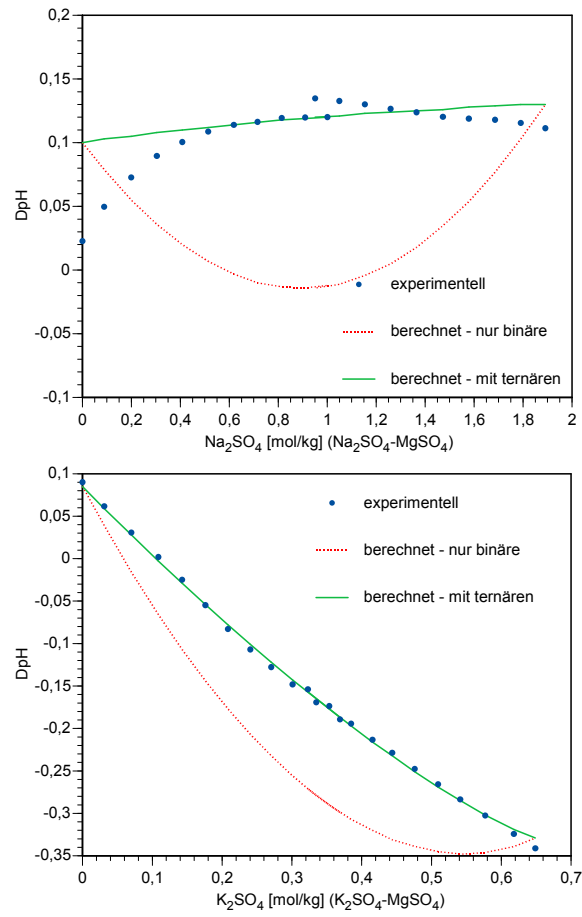 0,2
0,15
0,1
0,05
0
-0,05
-0,1
DpH
experimentell
berechnet - nur binäre
berechnet - mit ternären
0 0,2 0,4 0,6 0,8 1 1,2 1,4 1,6 1,8 2
Na₂SO₄ [mol/kg] (Na₂SO₄-MgSO₄)
0,1
0,05
0
-0,05
-0,1
-0,15
-0,2
-0,25
-0,3
-0,35
DpH
experimentell
berechnet - nur binäre
berechnet - mit ternären
0 0,1 0,2 0,3 0,4 0,5 0,6 0,7
K₂SO₄ [mol/kg] (K₂SO₄-MgSO₄)